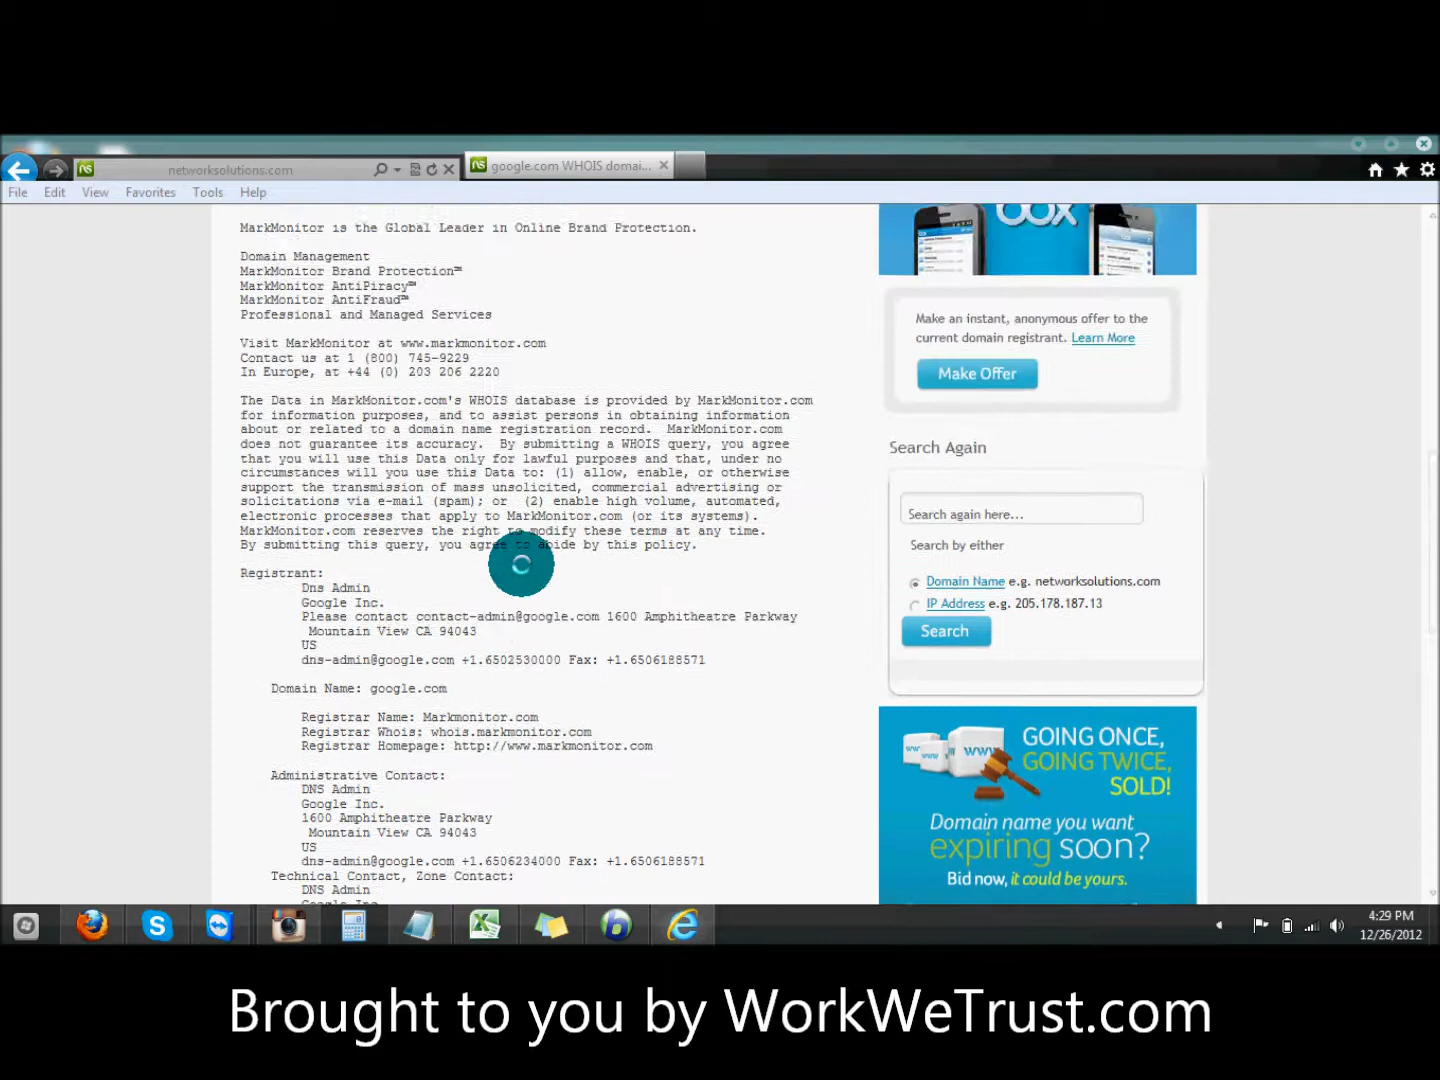 networksolutions.com
google.com WHOIS domai...
File Edit View Favorites Tools Help
MarkMonitor is the Global Leader in Online Brand Protection.
Domain Management
MarkMonitor Brand Protection™
MarkMonitor AntiPiracy™
MarkMonitor AntiFraud™
Professional and Managed Services
Visit MarkMonitor at www.markmonitor.com
Contact us at 1 (800) 745-9229
In Europe, at +44 (0) 203 206 2220
The Data in MarkMonitor.com's WHOIS database is provided by MarkMonitor.com
for information purposes, and to assist persons in obtaining information
about or related to a domain name registration record. MarkMonitor.com
does not guarantee its accuracy. By submitting a WHOIS query, you agree
that you will use this Data only for lawful purposes and that, under no
circumstances will you use this Data to: (1) allow, enable, or otherwise
support the transmission of mass unsolicited, commercial advertising or
solicitations via e-mail (spam); or (2) enable high volume, automated,
electronic processes that apply to MarkMonitor.com (or its systems).
MarkMonitor.com reserves the right to modify these terms at any time.
By submitting this query, you agree to abide by this policy.
Registrant:
Dns Admin
Google Inc.
Please contact contact-admin@google.com 1600 Amphitheatre Parkway
Mountain View CA 94043
US
dns-admin@google.com +1.6502530000 Fax: +1.6506188571
Domain Name: google.com
Registrar Name: Markmonitor.com
Registrar Whois: whois.markmonitor.com
Registrar Homepage: http://www.markmonitor.com
Administrative Contact:
DNS Admin
Google Inc.
1600 Amphitheatre Parkway
Mountain View CA 94043
US
dns-admin@google.com +1.6506234000 Fax: +1.6506188571
Technical Contact, Zone Contact:
DNS Admin
Google Inc.
box
Make an instant, anonymous offer to the
current domain registrant. Learn More
Make Offer
Search Again
Search again here...
Search by either
Domain Name e.g. networksolutions.com
IP Address e.g. 205.178.187.13
Search
www. www. www.
GOING ONCE,
GOING TWICE,
SOLD!
Domain name you want
expiring soon?
Bid now, it could be yours.
4:29 PM
12/26/2012
Brought to you by WorkWeTrust.com